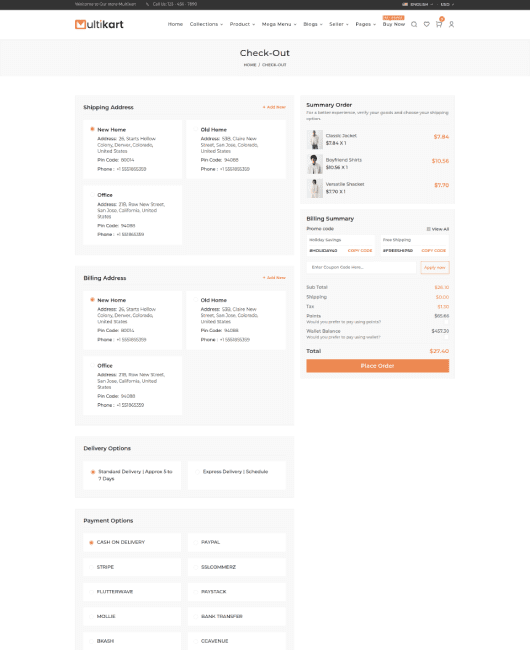 Welcome to Our store Multikart
Call Us: 123 - 456 - 7890
ENGLISH
USD
Multikart
Home
Collections
Product
Mega Menu
Blogs
Seller
Pages
Buy Now
Check-Out
HOME / CHECK-OUT
Shipping Address
+ Add New
New Home
Address: 26, Starts Hollow
Colony, Denver, Colorado,
United States
Pin Code: 80014
Phone : +1 5551855359
Old Home
Address: 53B, Claire New
Street, San Jose, Colorado,
United States
Pin Code: 94088
Phone : +1 5551855359
Office
Address: 21B, Row New Street,
San Jose, California, United
States
Pin Code: 94088
Phone : +1 5551855359
Billing Address
+ Add New
New Home
Address: 26, Starts Hollow
Colony, Denver, Colorado,
United States
Pin Code: 80014
Phone : +1 5551855359
Old Home
Address: 53B, Claire New
Street, San Jose, Colorado,
United States
Pin Code: 94088
Phone : +1 5551855359
Office
Address: 21B, Row New Street,
San Jose, California, United
States
Pin Code: 94088
Phone : +1 5551855359
Delivery Options
Standard Delivery | Approx 5 to
7 Days
Express Delivery | Schedule
Payment Options
CASH ON DELIVERY
PAYPAL
STRIPE
SSLCOMMERZ
FLUTTERWAVE
PAYSTACK
MOLLIE
BANK TRANSFER
BKASH
CCAVENUE
Summary Order
For a better experience, verify your goods and choose your shipping
option.
Classic Jacket
$7.84 X 1
$7.84
Boyfriend Shirts
$10.56 X 1
$10.56
Versatile Shacket
$7.70 X 1
$7.70
Billing Summary
Promo code
View All
Holiday Savings
#HOLIDAY40
COPY CODE
Free Shipping
#FREESHIP50
COPY CODE
Enter Coupon Code Here...
Apply now
Sub Total
$26.10
Shipping
$0.00
Tax
$1.30
Points
Would you prefer to pay using points?
Wallet Balance
$457.39
Would you prefer to pay using wallet?
Total
$27.40
Place Order